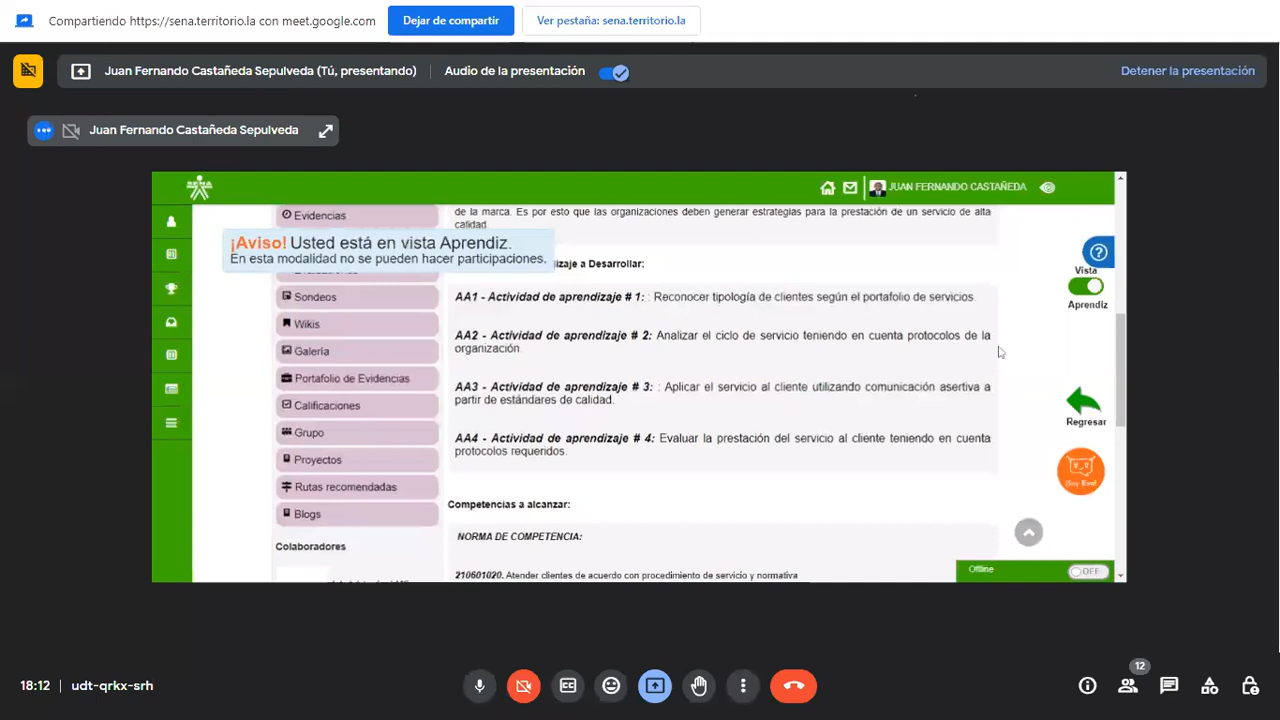 Compartiendo https://sena.territorio.la con meet.google.com
Dejar de compartir
Ver pestaña: sena.territorio.la
Juan Fernando Castañeda Sepulveda (Tú, presentando)
Audio de la presentación
Detener la presentación
Juan Fernando Castañeda Sepulveda
SENA
JUAN FERNANDO CASTAÑEDA
Evidencias
de la marca. Es por esto que las organizaciones deben generar estrategias para la prestación de un servicio de alta
calidad
¡Aviso! Usted está en vista Aprendiz.
En esta modalidad no se pueden hacer participaciones.
Vista
Aprendiz
Sondeos
Wikis
Galería
Portafolio de Evidencias
Calificaciones
Grupo
Proyectos
Rutas recomendadas
Blogs
Colaboradores
a Desarrollar:
AA1 - Actividad de aprendizaje # 1: : Reconocer tipología de clientes según el portafolio de servicios.
AA2 - Actividad de aprendizaje # 2: Analizar el ciclo de servicio teniendo en cuenta protocolos de la
organización.
AA3 - Actividad de aprendizaje # 3: : Aplicar el servicio al cliente utilizando comunicación asertiva a
partir de estándares de calidad.
AA4 - Actividad de aprendizaje # 4: Evaluar la prestación del servicio al cliente teniendo en cuenta
protocolos requeridos.
Competencias a alcanzar:
NORMA DE COMPETENCIA:
210601020. Atender clientes de acuerdo con procedimiento de servicio y normativa
Regresar
¡Soy Eva!
Offline
OFF
18:12
udt-qrkx-srh
12